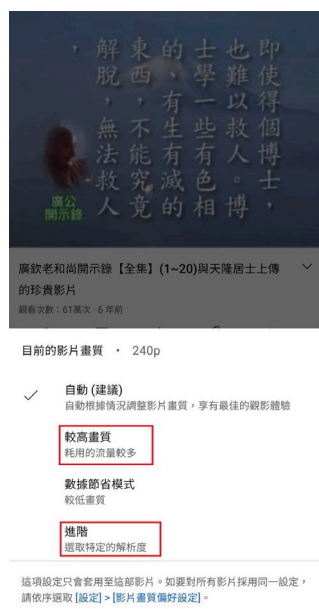 即使得個博士，
也難以救人。博
士學一些有色相
的、有生有滅的
東西，不能究竟
解脫，無法救人
，
廣公
開示錄
廣欽老和尚開示錄【全集】(1~20)與天隆居士上傳
的珍貴影片
觀看次數：61萬次 · 6 年前
目前的影片畫質 • 240p
自動 (建議)
自動根據情況調整影片畫質，享有最佳的觀影體驗
較高畫質
耗用的流量較多
數據節省模式
較低畫質
進階
選取特定的解析度
這項設定只會套用至這部影片。如要對所有影片採用同一設定，
請依序選取 [設定] > [影片畫質偏好設定]。